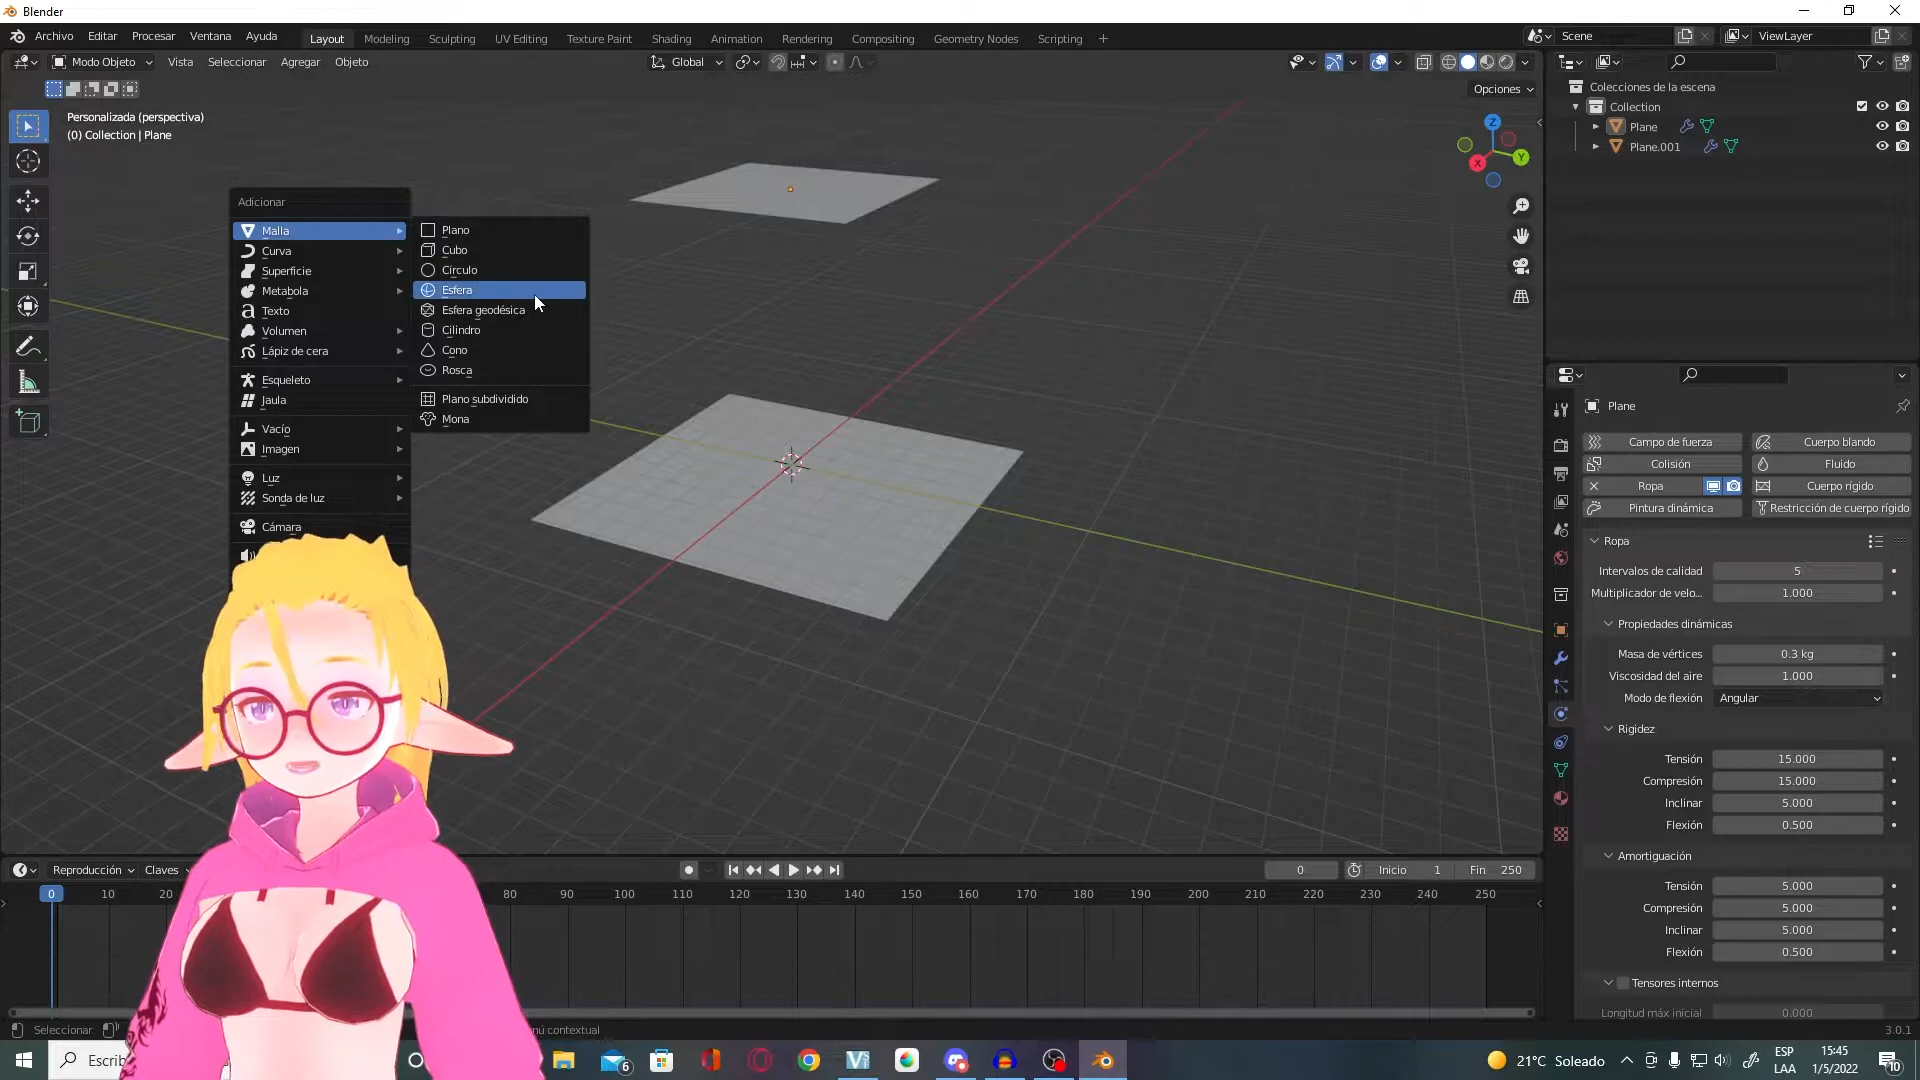 Blender
Archivo Editar Procesar Ventana Ayuda Layout Modeling Sculpting UV Editing Texture Paint Shading Animation Rendering Compositing Geometry Nodes Scripting + Scene ViewLayer
Modo Objeto Vista Seleccionar Agregar Objeto Global
Opciones
Personalizada (perspectiva)
(0) Collection | Plane
Colecciones de la escena
Collection
Plane
Plane.001
Z
Y
X
Adicionar
Malla
Curva
Superficie
Metabola
Texto
Volumen
Lápiz de cera
Esqueleto
Jaula
Vacío
Imagen
Luz
Sonda de luz
Cámara
Plano
Cubo
Círculo
Esfera
Esfera geodésica
Cilindro
Cono
Rosca
Plano subdividido
Mona
Plane
Campo de fuerza Cuerpo blando
Colisión Fluido
Ropa Cuerpo rígido
Pintura dinámica Restricción de cuerpo rígido
Ropa
Intervalos de calidad 5
Multiplicador de velo... 1.000
Propiedades dinámicas
Masa de vértices 0.3 kg
Viscosidad del aire 1.000
Modo de flexión Angular
Rigidez
Tensión 15.000
Compresión 15.000
Inclinar 5.000
Flexión 0.500
Amortiguación
Tensión 5.000
Compresión 5.000
Inclinar 5.000
Flexión 0.500
Tensores internos
Longitud máx inicial 0.000
Reproducción Claves 0 Inicio 1 Fin 250
0 10 20 80 90 100 110 120 130 140 150 160 170 180 190 200 210 220 230 240 250
Seleccionar nú contextual 3.0.1
Escrib 6 21°C Soleado ESP LAA 15:45 1/5/2022 10